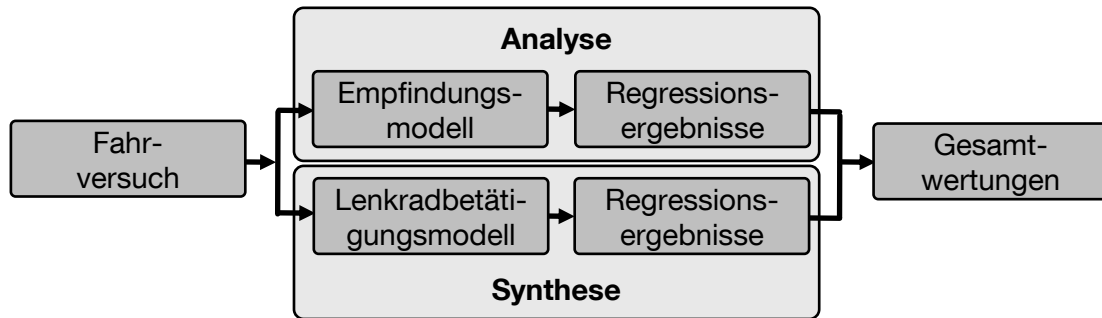 Analyse
Empfindungs-
modell
Regressions-
ergebnisse
Fahr-
versuch
Gesamt-
wertungen
Lenkradbetäti-
gungsmodell
Regressions-
ergebnisse
Synthese